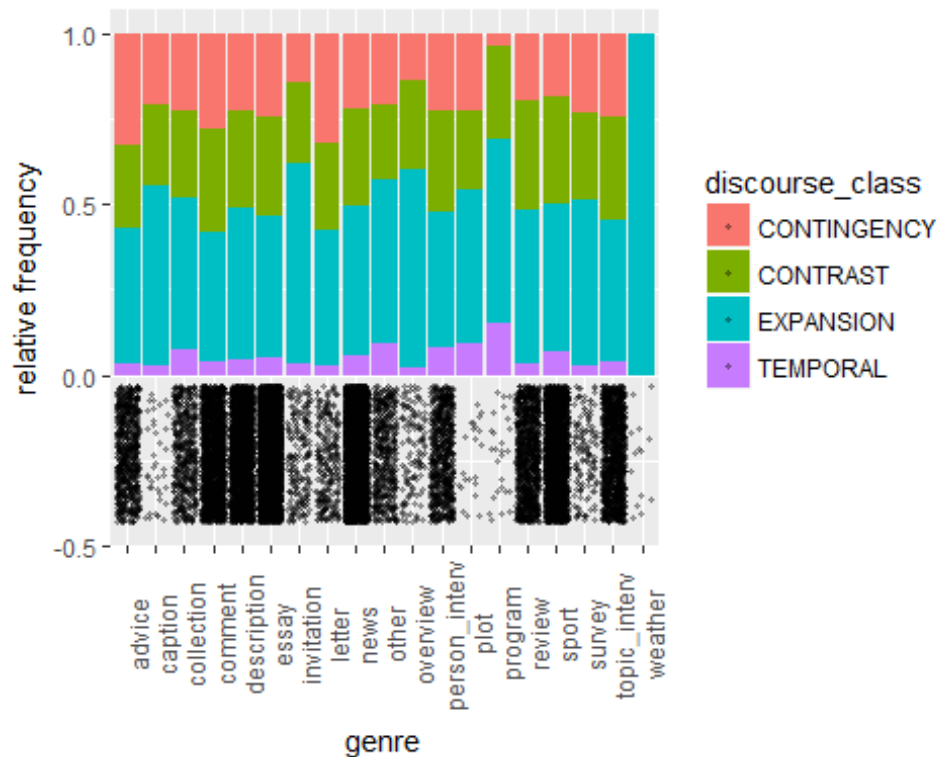 1.0
0.5
0.0
-0.5
relative frequency
advice
caption
collection
comment
description
essay
invitation
letter
news
other
overview
person_interv
plot
program
review
sport
survey
topic_interv
weather
genre
discourse_class
CONTINGENCY
CONTRAST
EXPANSION
TEMPORAL